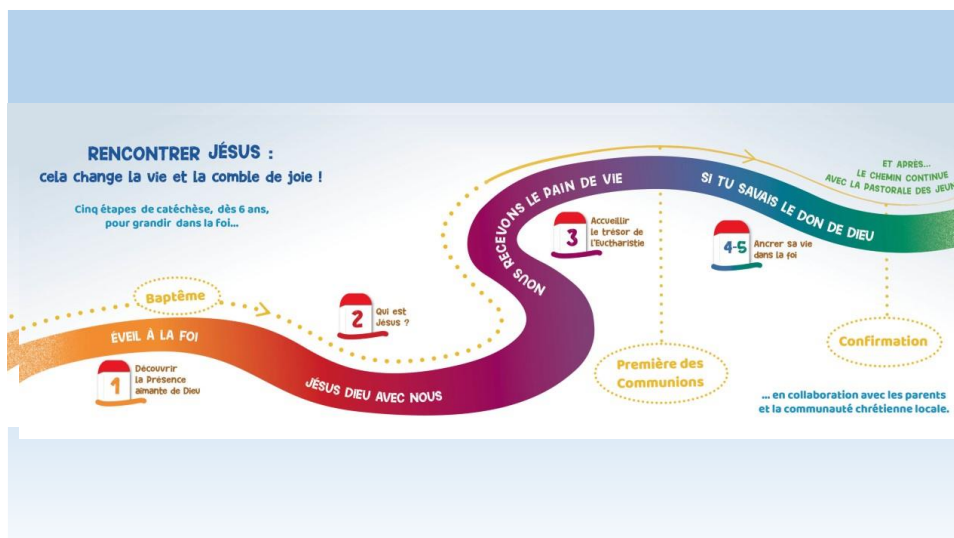 RENCONTRER JÉSUS :
cela change la vie et la comble de joie !
Cinq étapes de catéchèse, dès 6 ans,
pour grandir dans la foi...
Baptême
ÉVEIL À LA FOI
1
Découvrir
la Présence
aimante de Dieu
2
Qui est
Jésus ?
JÉSUS DIEU AVEC NOUS
NOUS RECEVONS LE PAIN DE VIE
3
Accueillir
le trésor de
l'Euctharistie
Première des
Communions
SI TU SAVAIS LE DON DE DIEU
4-5
Ancrer sa vie
dans la foi
ET APRÈS...
LE CHEMIN CONTINUE
AVEC LA PASTORALE DES JEUN
Confirmation
... en collaboration avec les parents
et la communauté chrétienne locale.